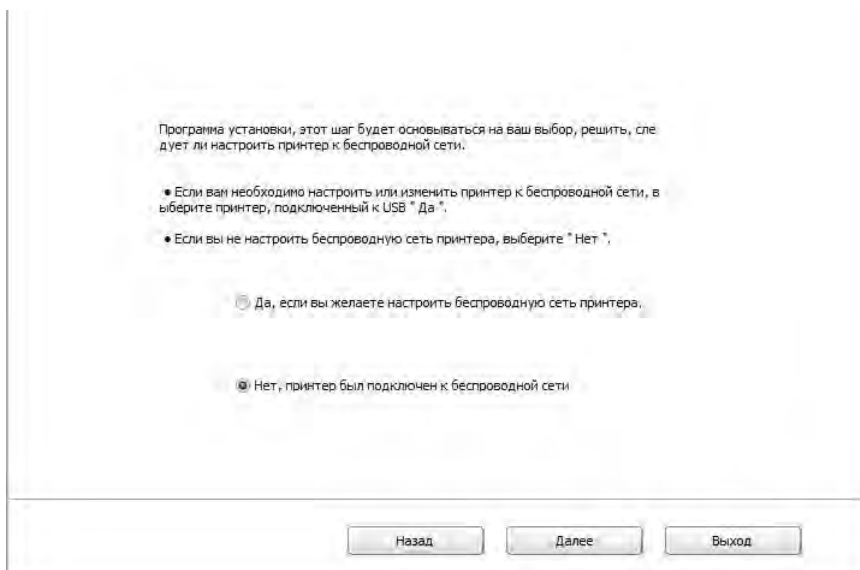 Программа установки, этот шаг будет основываться на ваш выбор, решить, сле
дует ли настроить принтер к беспроводной сети.
• Если вам необходимо настроить или изменить принтер к беспроводной сети, в
ыберите принтер, подключенный к USB " Да ".
• Если вы не настроить беспроводную сеть принтера, выберите " Нет ".
Да, если вы желаете настроить беспроводную сеть принтера.
Нет, принтер был подключен к беспроводной сети
Назад Далее Выход